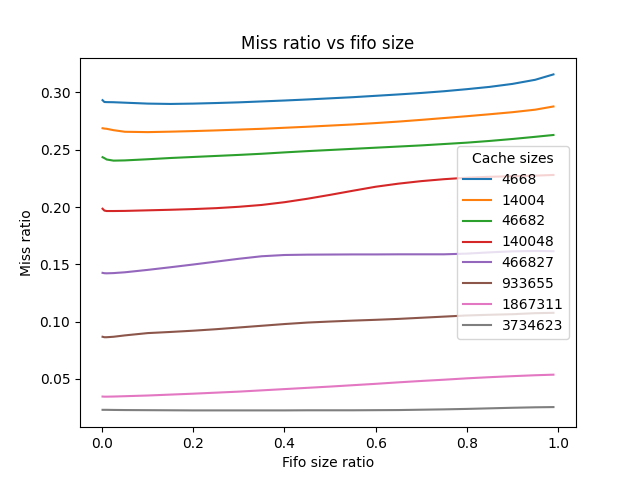 Miss ratio vs fifo size
Miss ratio
0.30
0.25
0.20
0.15
0.10
0.05
Cache sizes
4668
14004
46682
140048
466827
933655
1867311
3734623
0.0 0.2 0.4 0.6 0.8 1.0
Fifo size ratio